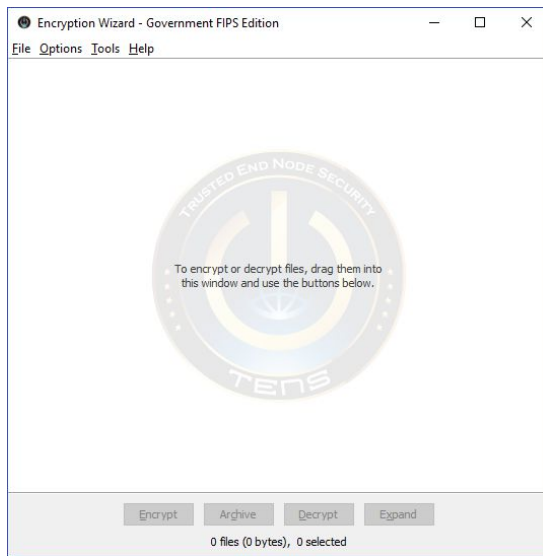 Encryption Wizard - Government FIPS Edition
File Options Tools Help
TRUSTED END NODE SECURITY
To encrypt or decrypt files, drag them into
this window and use the buttons below.
TENS
Encrypt Archive Decrypt Expand
0 files (0 bytes), 0 selected